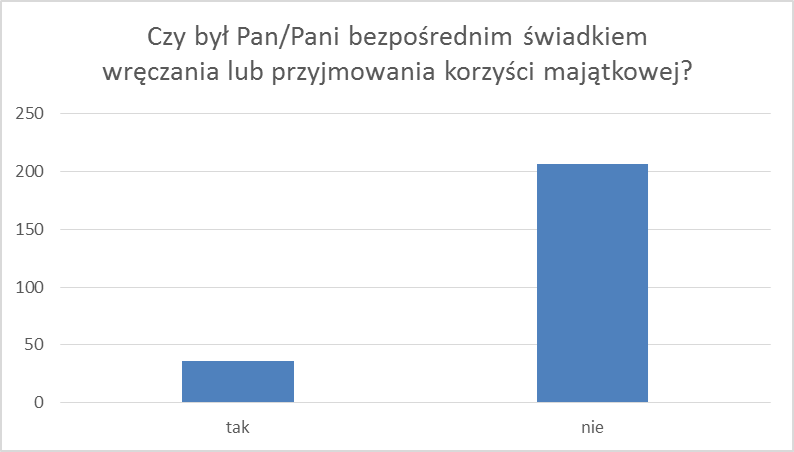 Czy był Pan/Pani bezpośrednim świadkiem
wręczania lub przyjmowania korzyści majątkowej?
250
200
150
100
50
0
tak
nie